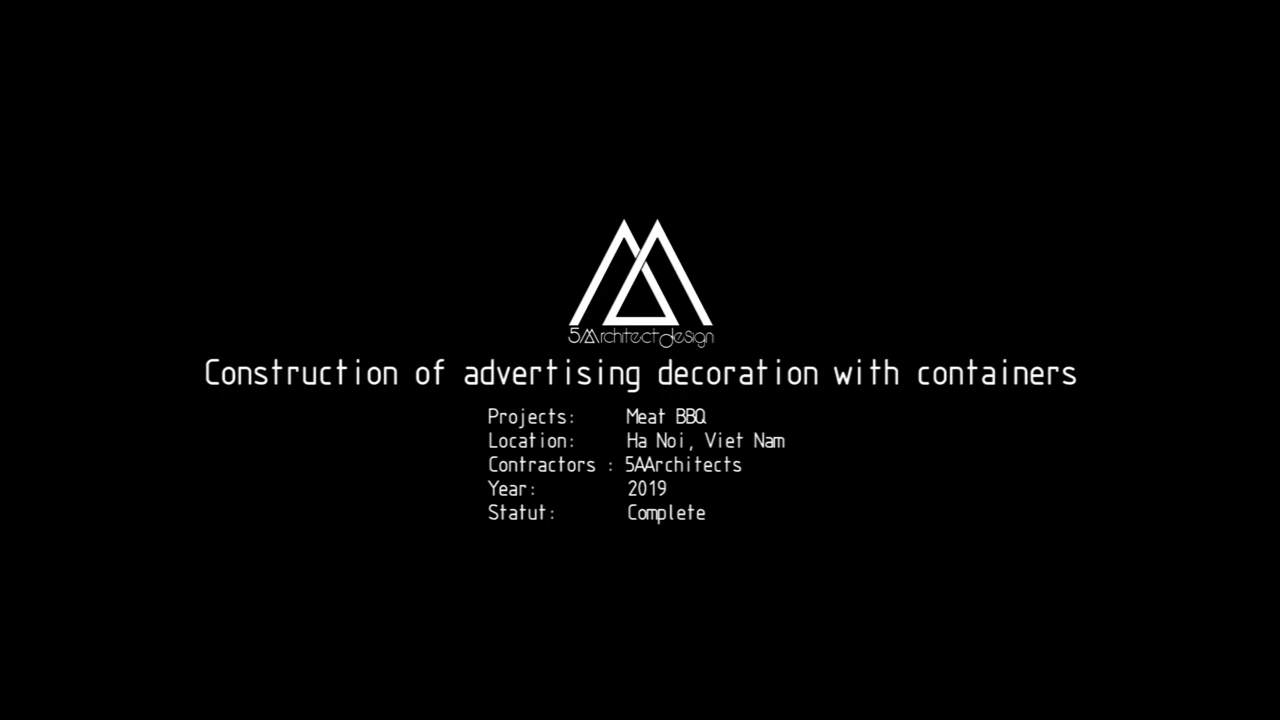 5AArchitectdesign
Construction of advertising decoration with containers
Projects: Meat BBQ
Location: Ha Noi, Viet Nam
Contractors : 5AArchitects
Year: 2019
Statut: Complete